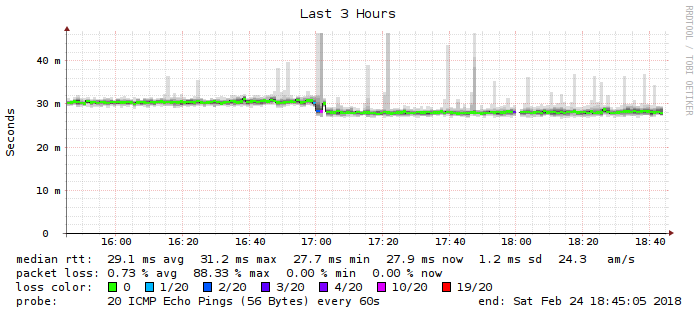 Last 3 Hours
RRDTOOL / TOBI OETIKER
Seconds
40 m
30 m
20 m
10 m
0
16:00 16:20 16:40 17:00 17:20 17:40 18:00 18:20 18:40
median rtt: 29.1 ms avg 31.2 ms max 27.7 ms min 27.9 ms now 1.2 ms sd 24.3 am/s
packet loss: 0.73 % avg 88.33 % max 0.00 % min 0.00 % now
loss color: 0 1/20 2/20 3/20 4/20 10/20 19/20
probe: 20 ICMP Echo Pings (56 Bytes) every 60s end: Sat Feb 24 18:45:05 2018